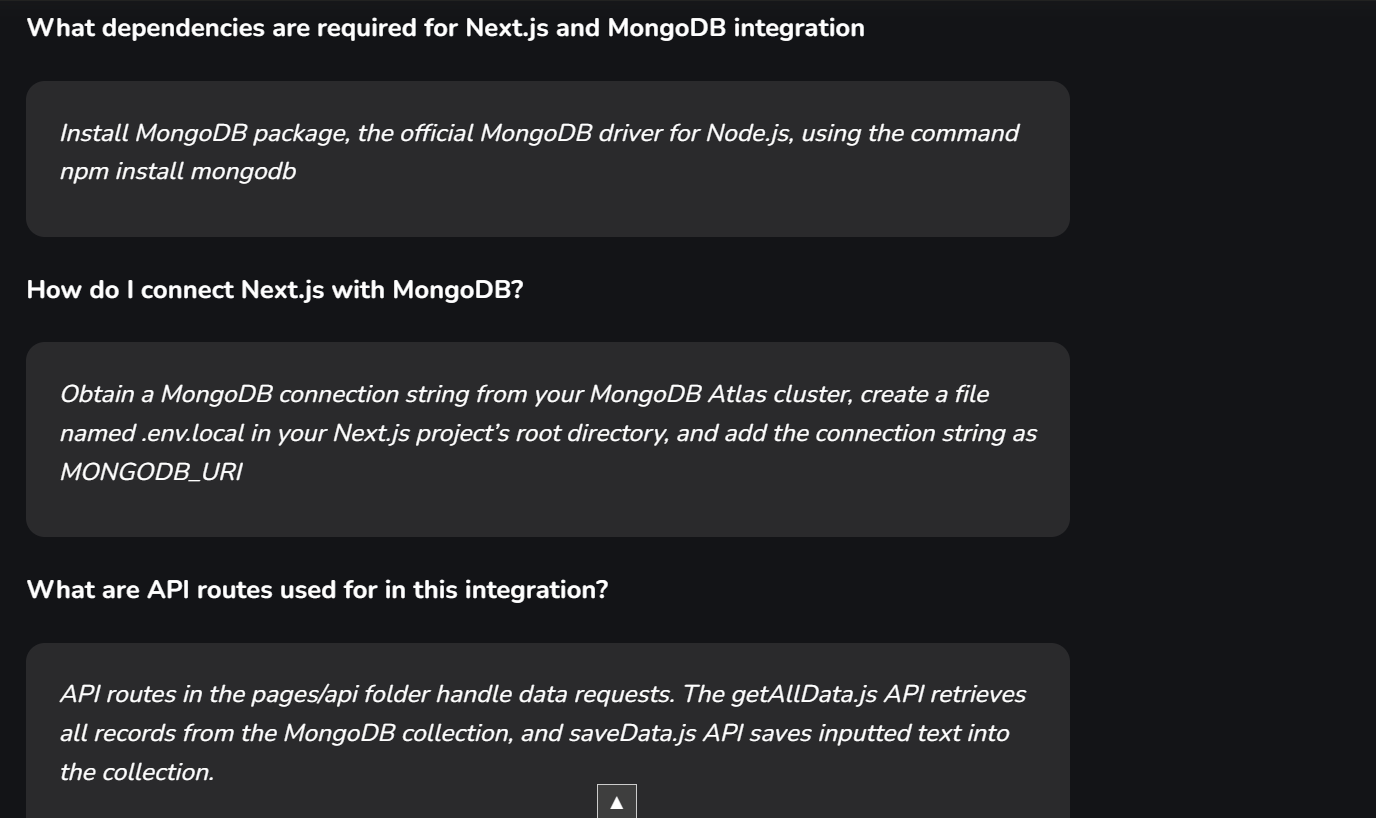 What dependencies are required for Next.js and MongoDB integration
Install MongoDB package, the official MongoDB driver for Node.js, using the command
npm install mongodb
How do I connect Next.js with MongoDB?
Obtain a MongoDB connection string from your MongoDB Atlas cluster, create a file
named .env.local in your Next.js project’s root directory, and add the connection string as
MONGODB_URI
What are API routes used for in this integration?
API routes in the pages/api folder handle data requests. The getAllData.js API retrieves
all records from the MongoDB collection, and saveData.js API saves inputted text into
the collection.
▲